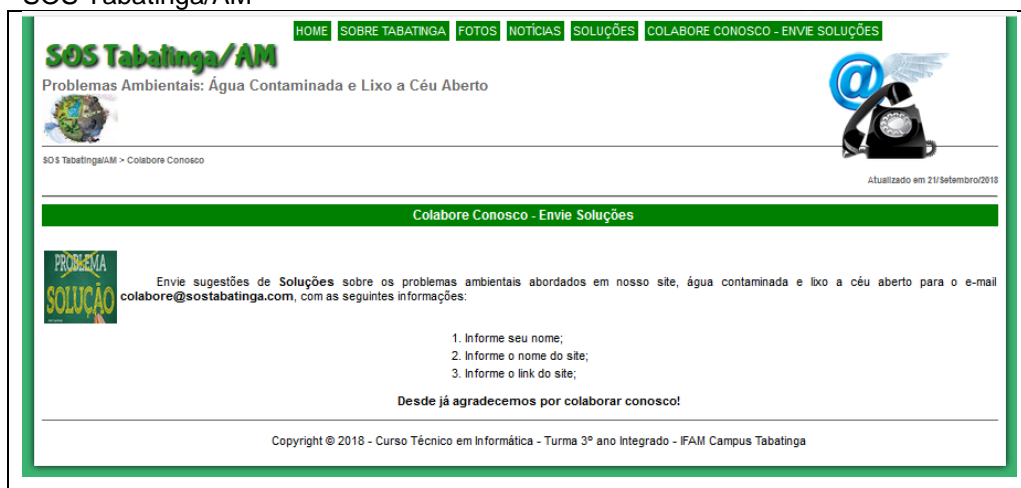 SOS Tabatinga/AM
HOME SOBRE TABATINGA FOTOS NOTÍCIAS SOLUÇÕES COLABORE CONOSCO - ENVIE SOLUÇÕES
SOS Tabatinga/AM
Problemas Ambientais: Água Contaminada e Lixo a Céu Aberto
SOS Tabatinga/AM > Colabore Conosco
Atualizado em 21/Setembro/2018
Colabore Conosco - Envie Soluções
PROBLEMA
SOLUÇÃO
Envie sugestões de Soluções sobre os problemas ambientais abordados em nosso site, água contaminada e lixo a céu aberto para o e-mail
colabore@sostabatinga.com, com as seguintes informações:
1. Informe seu nome;
2. Informe o nome do site;
3. Informe o link do site;
Desde já agradecemos por colaborar conosco!
Copyright © 2018 - Curso Técnico em Informática - Turma 3º ano Integrado - IFAM Campus Tabatinga